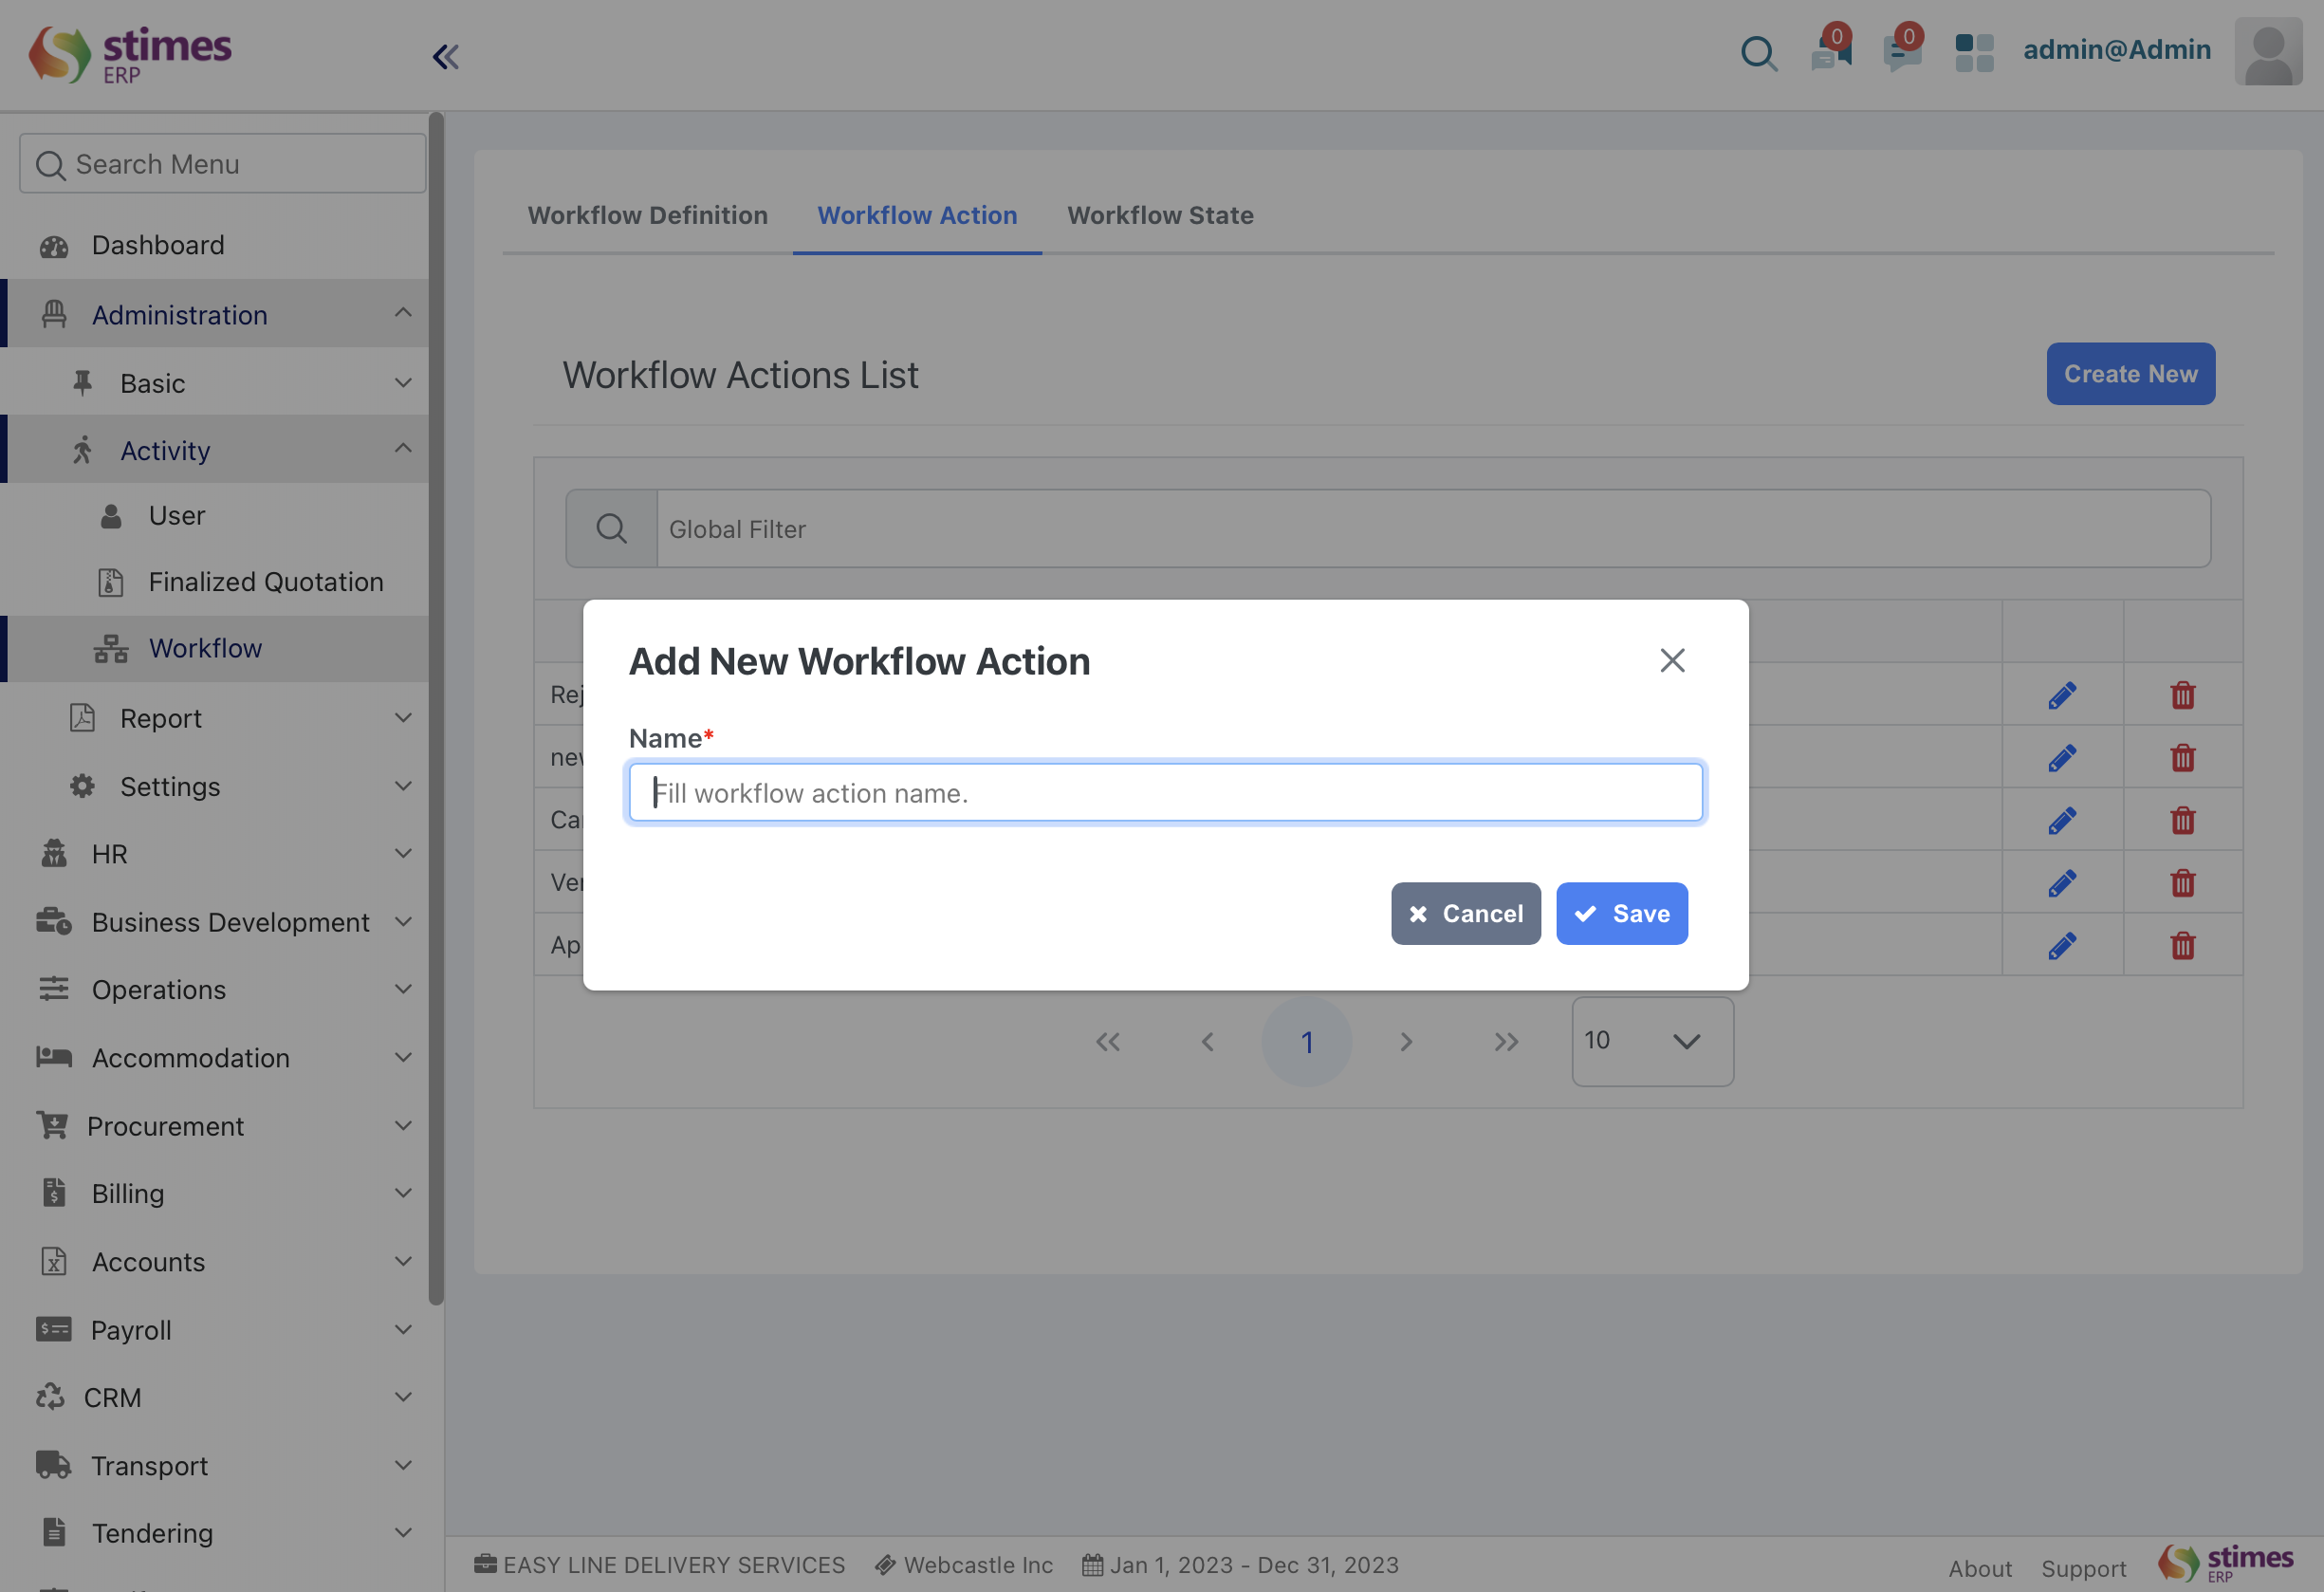 stimes
ERP
0
0
admin@Admin
Search Menu
Dashboard
Administration
Basic
Activity
User
Finalized Quotation
Workflow
Report
Settings
HR
Business Development
Operations
Accommodation
Procurement
Billing
Accounts
Payroll
CRM
Transport
Tendering
Workflow Definition
Workflow Action
Workflow State
Workflow Actions List
Create New
Global Filter
Rej
new
Ca
Ver
Ap
Add New Workflow Action
Name*
Fill workflow action name.
Cancel
Save
1
10
EASY LINE DELIVERY SERVICES
Webcastle Inc
Jan 1, 2023 - Dec 31, 2023
About
Support
stimes
ERP